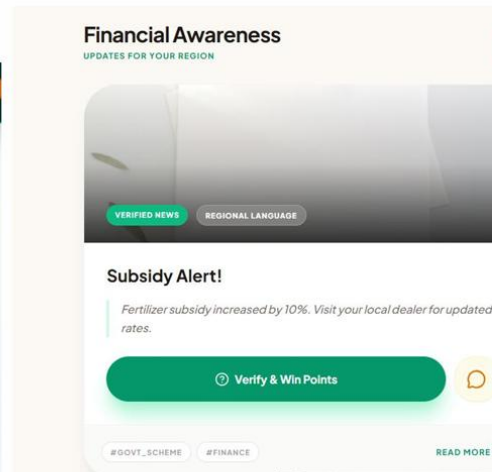 Financial Awareness
UPDATES FOR YOUR REGION
VERIFIED NEWS
REGIONAL LANGUAGE
Subsidy Alert!
Fertilizer subsidy increased by 10%. Visit your local dealer for updated
rates.
Verify & Win Points
#GOVT_SCHEME
#FINANCE
READ MORE